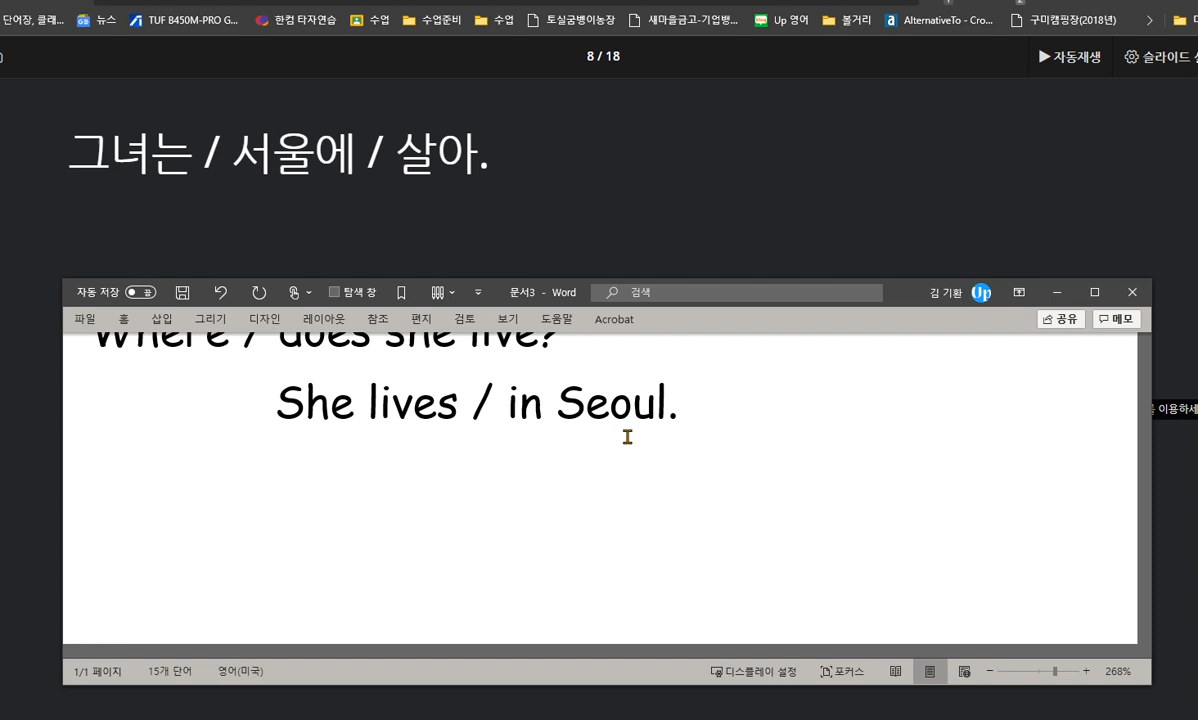 단어장, 클래... 뉴스 TUF B450M-PRO G... 한컴 타자연습 수업 수업준비 수업 토실굼벵이농장 새마을금고-기업뱅... Up 영어 볼거리 AlternativeTo - Cro... 구미캠핑장(2018년)
8 / 18
자동재생
슬라이드
그녀는 / 서울에 / 살아.
자동 저장 끔 탐색 창 문서3 - Word 검색 김 기환 Up
파일 홈 삽입 그리기 디자인 레이아웃 참조 편지 검토 보기 도움말 Acrobat 공유 메모
Where / does she live?
She lives / in Seoul.
이용하세
1/1 페이지 15개 단어 영어(미국) 디스플레이 설정 포커스 268%